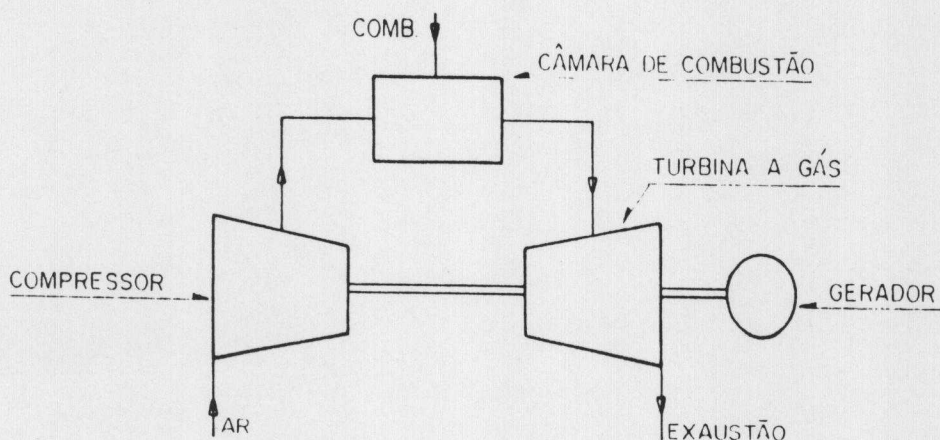 COMB.
CÂMARA DE COMBUSTÃO
TURBINA A GÁS
COMPRESSOR
GERADOR
AR
EXAUSTÃO